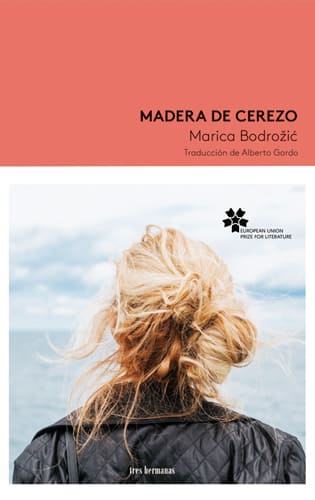 MADERA DE CEREZO
Marica Bodrožić
Traducción de Alberto Gordo
EUROPEAN UNION
PRIZE FOR LITERATURE
tres hermanas